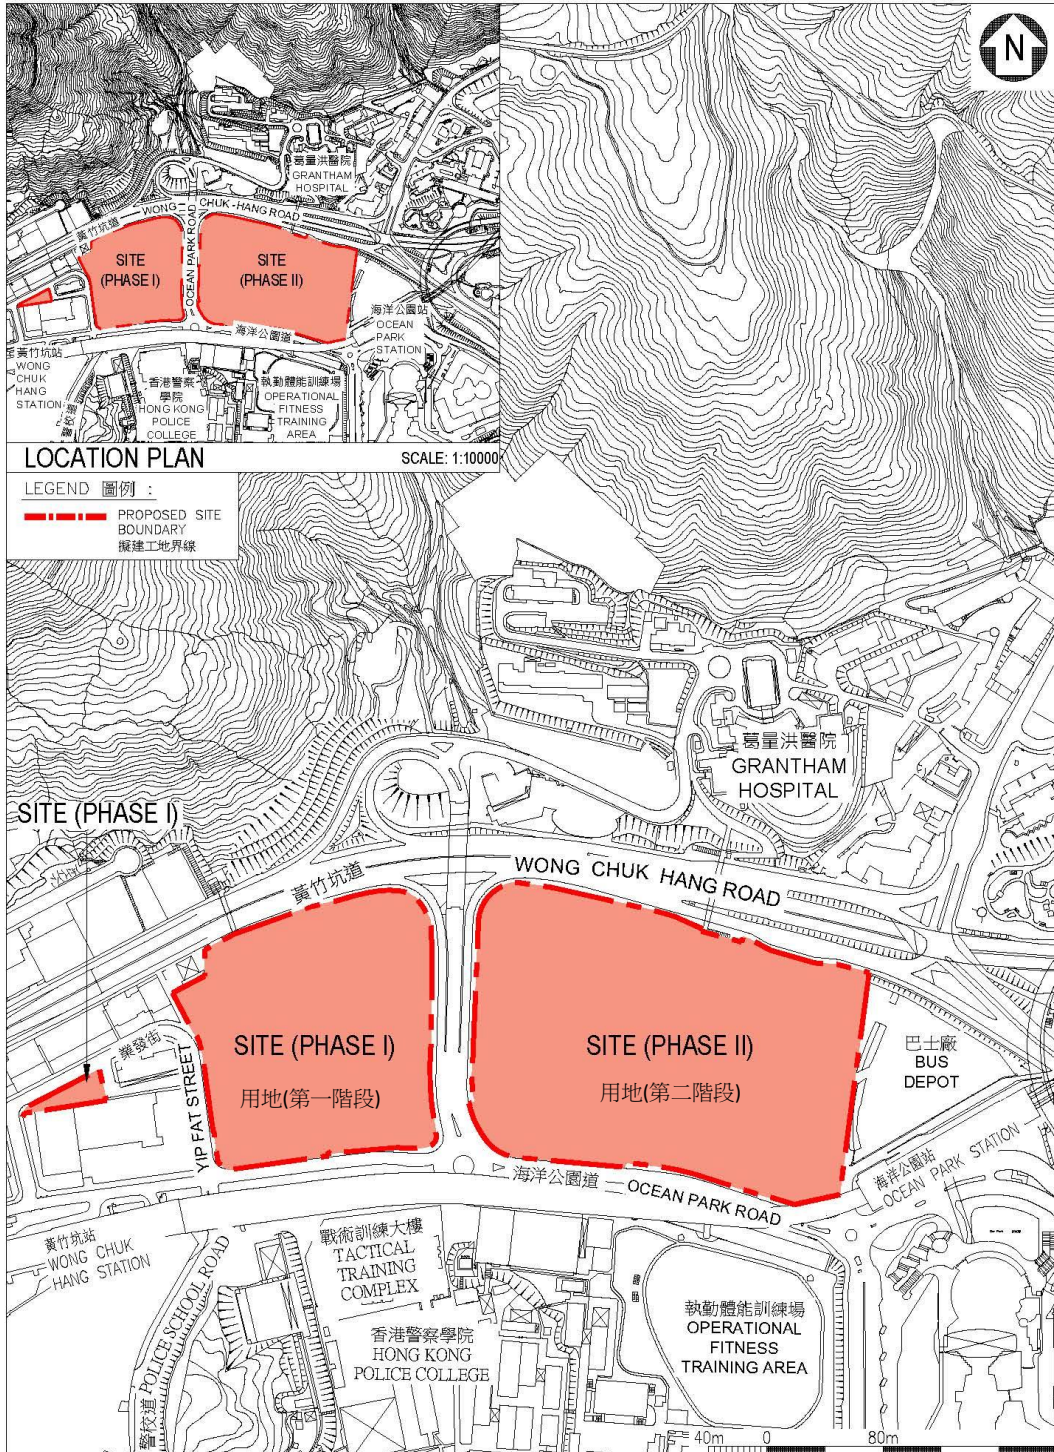 N
葛量洪醫院
GRANTHAM
HOSPITAL
黃竹坑道
WONG CHUK HANG ROAD
OCEAN PARK ROAD
SITE
(PHASE I)
SITE
(PHASE II)
海洋公園道
海洋公園站
OCEAN
PARK
STATION
黃竹坑站
WONG
CHUK
HANG
STATION
警校道
香港警察
學院
HONG KONG
POLICE
COLLEGE
執勤體能訓練場
OPERATIONAL
FITNESS
TRAINING
AREA
LOCATION PLAN
SCALE: 1:10000
LEGEND 圖例 :
PROPOSED SITE
BOUNDARY
擬建工地界線
葛量洪醫院
GRANTHAM
HOSPITAL
SITE (PHASE I)
黃竹坑道
WONG CHUK HANG ROAD
業發街
YIP FAT STREET
SITE (PHASE I)
用地(第一階段)
SITE (PHASE II)
用地(第二階段)
巴士廠
BUS
DEPOT
海洋公園道
OCEAN PARK ROAD
海洋公園站
OCEAN PARK STATION
黃竹坑站
WONG CHUK
HANG STATION
警校道 POLICE SCHOOL ROAD
戰術訓練大樓
TACTICAL
TRAINING
COMPLEX
香港警察學院
HONG KONG
POLICE COLLEGE
執勤體能訓練場
OPERATIONAL
FITNESS
TRAINING AREA
40m 0 80m